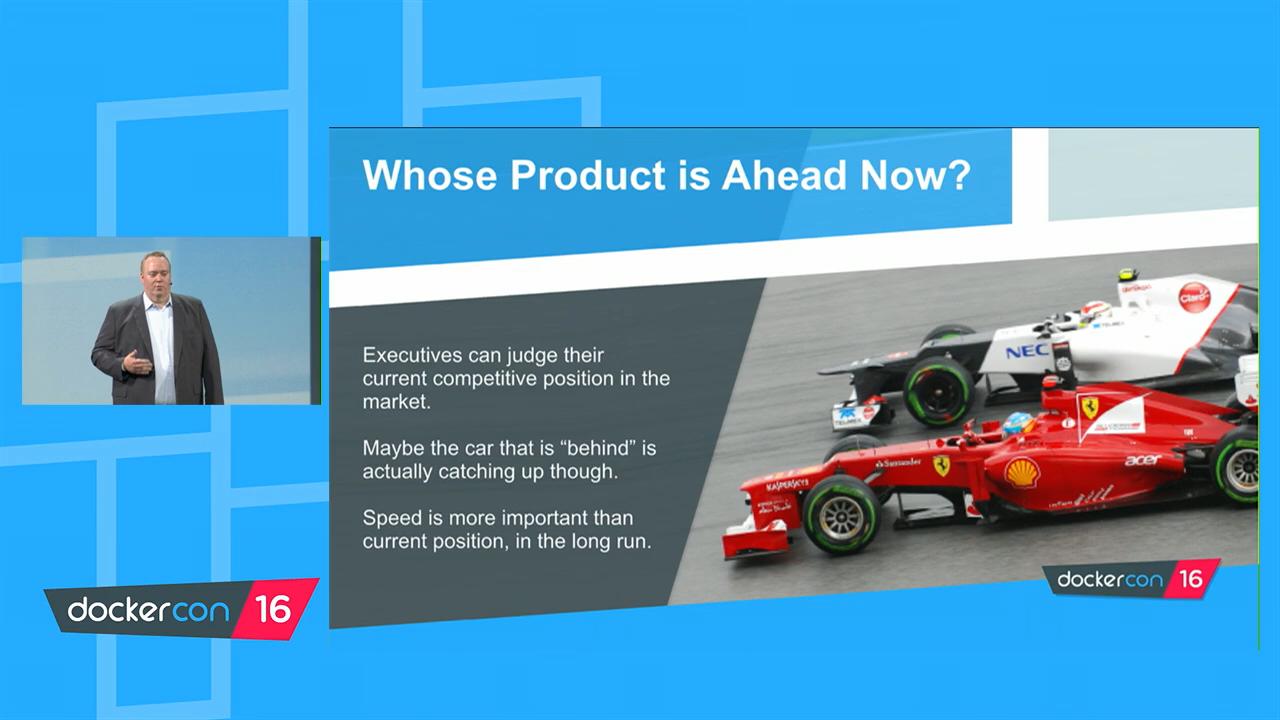 Whose Product is Ahead Now?
Executives can judge their
current competitive position in the
market.
Maybe the car that is “behind” is
actually catching up though.
Speed is more important than
current position, in the long run.
Claro
NEC
TELMEX
TELMEX
Santander
KASPERSKY
acer
dockercon 16
dockercon 16